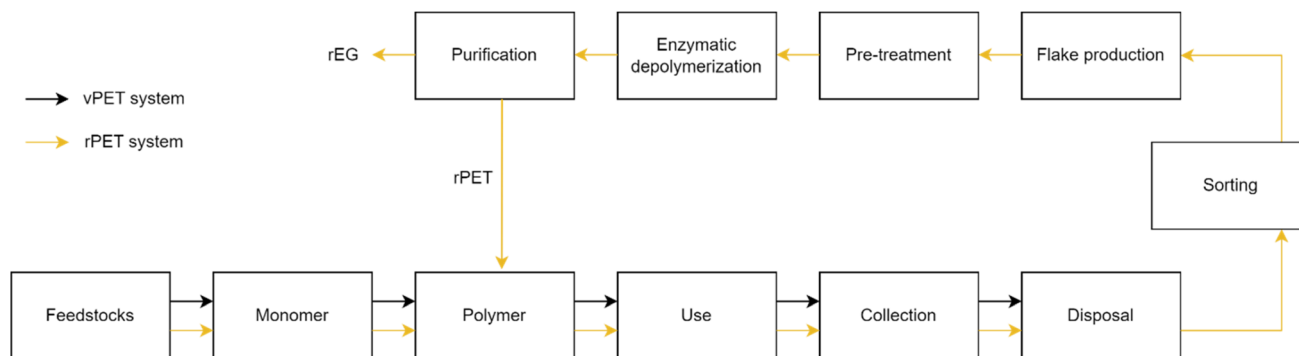 rEG
Purification
Enzymatic
depolymerization
Pre-treatment
Flake production
vPET system
rPET system
rPET
Sorting
Feedstocks
Monomer
Polymer
Use
Collection
Disposal